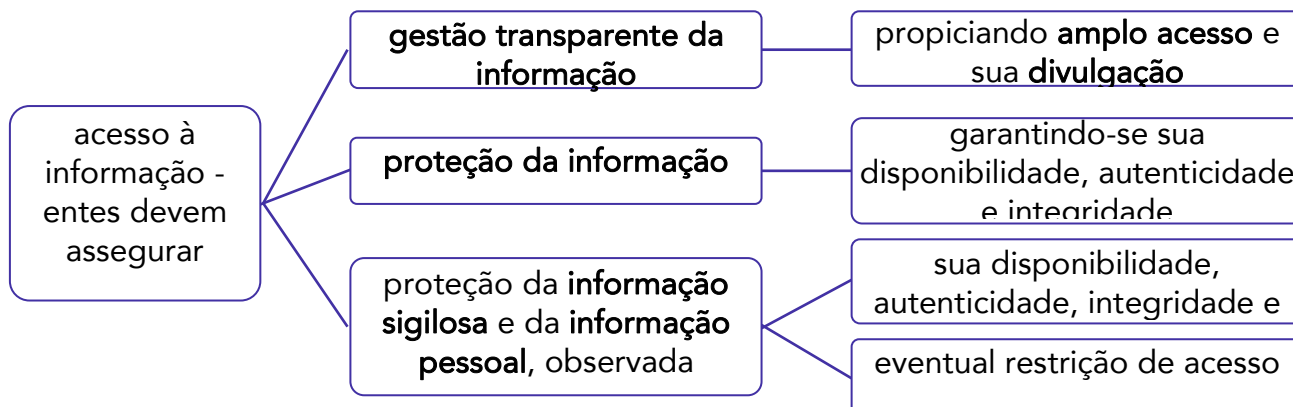 acesso à
informação -
entes devem
assegurar
gestão transparente da
informação
propiciando amplo acesso e
sua divulgação
proteção da informação
garantindo-se sua
disponibilidade, autenticidade
e integridade
proteção da informação
sigilosa e da informação
pessoal, observada
sua disponibilidade,
autenticidade, integridade e
eventual restrição de acesso